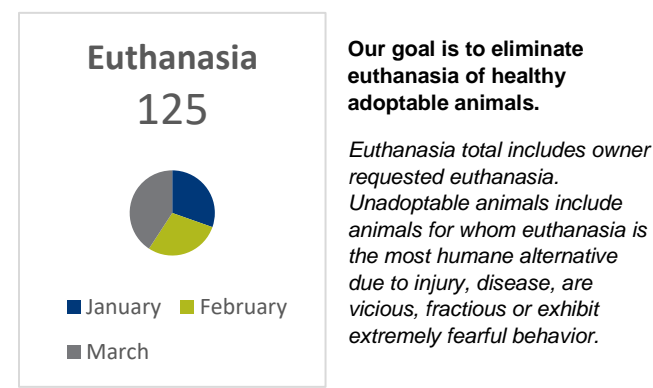 Euthanasia
125
January
February
March
Our goal is to eliminate
euthanasia of healthy
adoptable animals.
Euthanasia total includes owner
requested euthanasia.
Unadoptable animals include
animals for whom euthanasia is
the most humane alternative
due to injury, disease, are
vicious, fractious or exhibit
extremely fearful behavior.